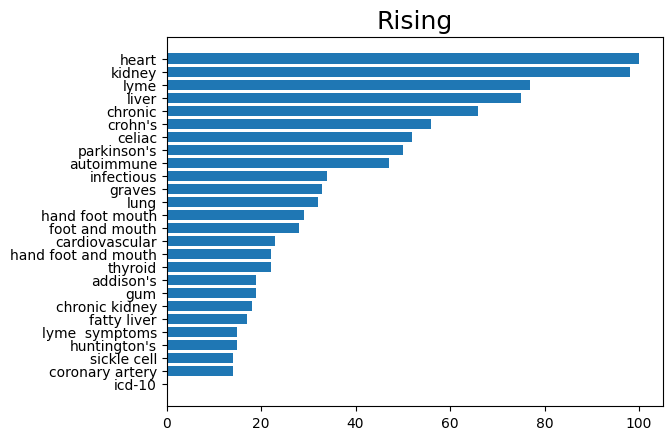 Rising
heart
kidney
lyme
liver
chronic
crohn's
celiac
parkinson's
autoimmune
infectious
graves
lung
hand foot mouth
foot and mouth
cardiovascular
hand foot and mouth
thyroid
addison's
gum
chronic kidney
fatty liver
lyme  symptoms
huntington's
sickle cell
coronary artery
icd-10
0 20 40 60 80 100